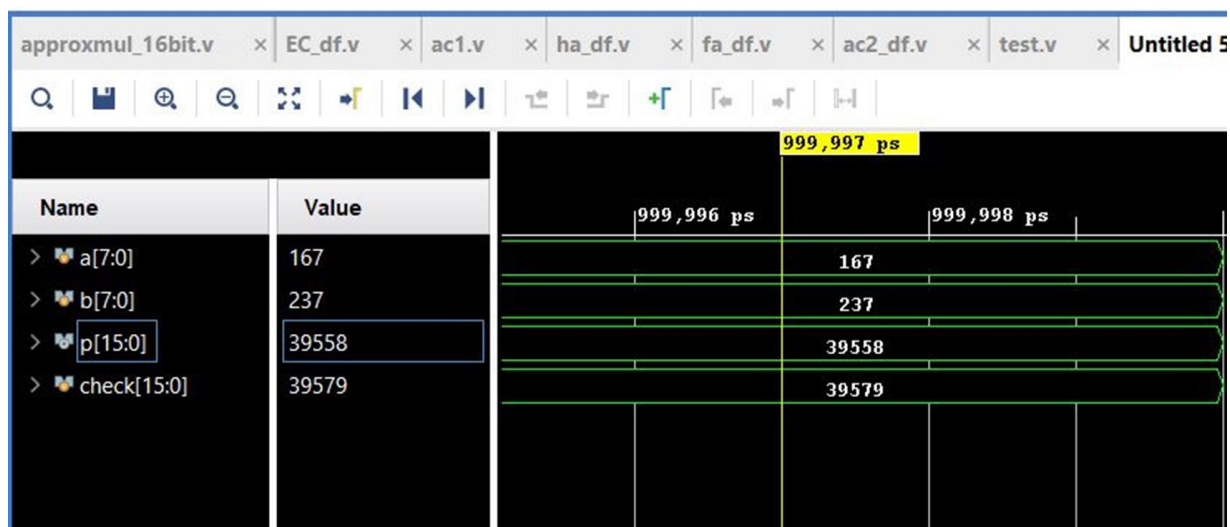 approxmul_16bit.v × EC_df.v × ac1.v × ha_df.v × fa_df.v × ac2_df.v × test.v × Untitled 5
999,997 ps
Name Value 999,996 ps 999,998 ps
a[7:0] 167 167
b[7:0] 237 237
p[15:0] 39558 39558
check[15:0] 39579 39579